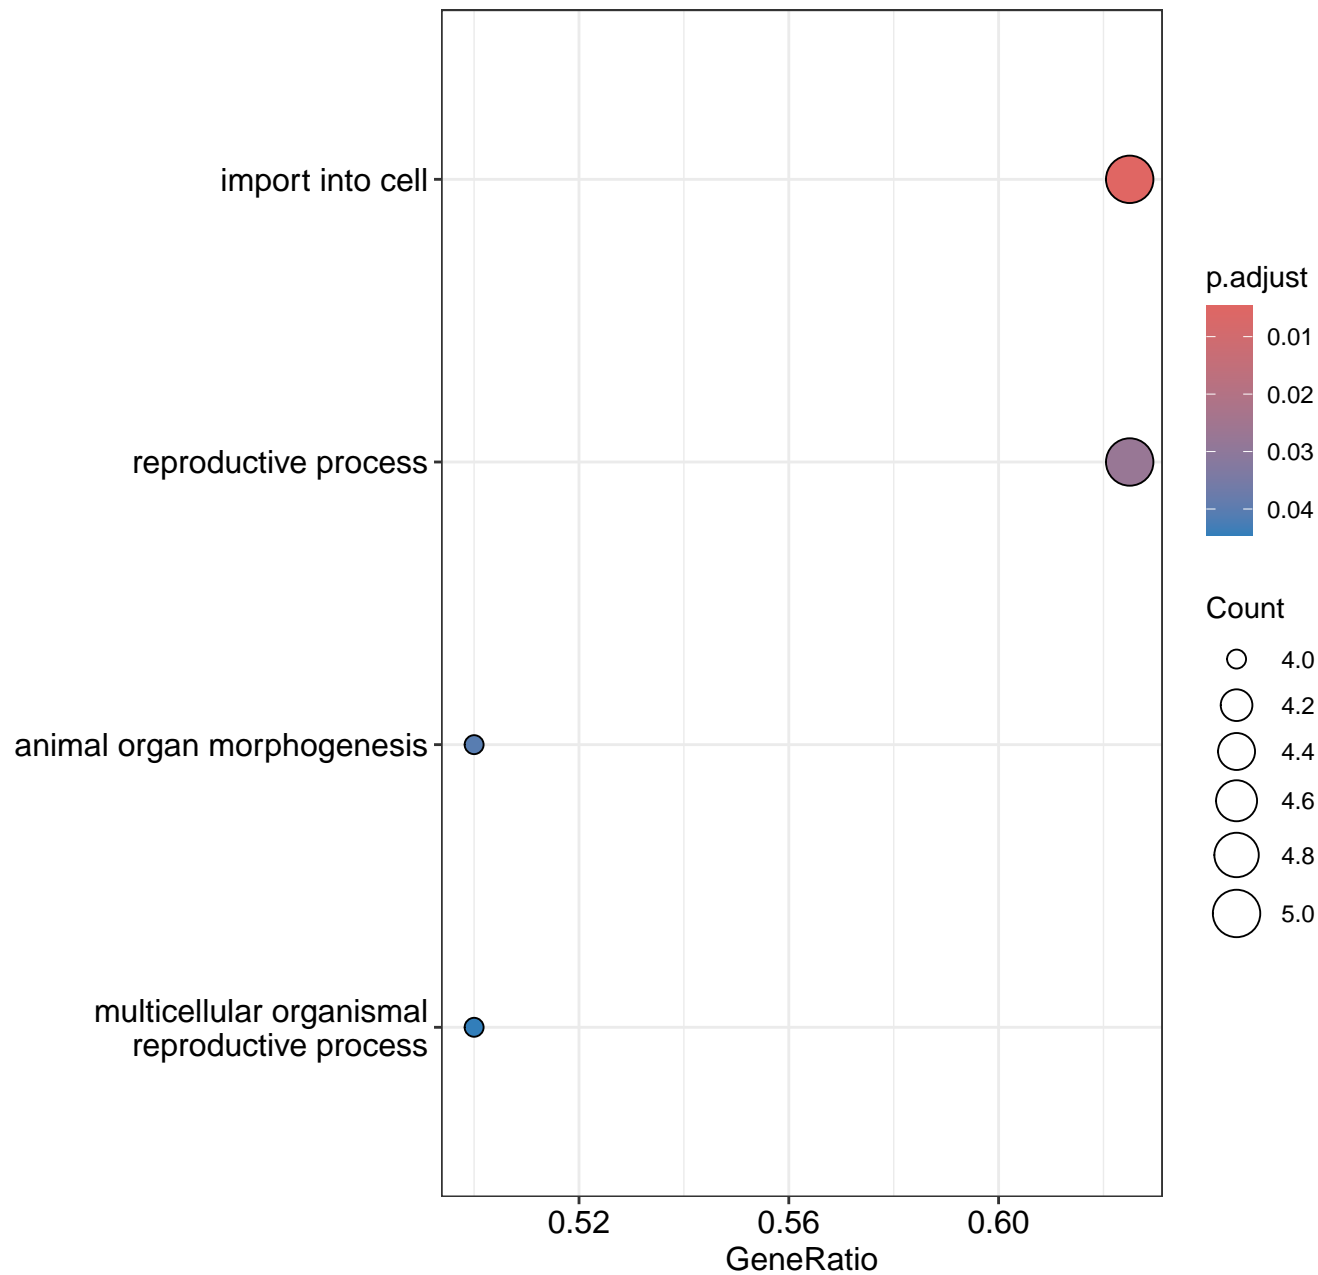 import into cell
reproductive process
animal organ morphogenesis
multicellular organismal
reproductive process
0.52
0.56
0.60
GeneRatio
p.adjust
0.01
0.02
0.03
0.04
Count
4.0
4.2
4.4
4.6
4.8
5.0